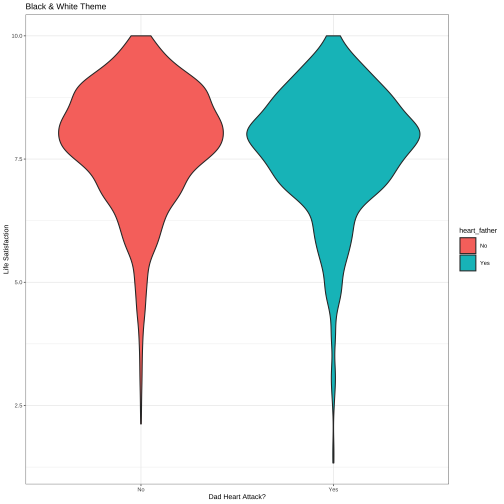 Black & White Theme
10.0
7.5
5.0
2.5
Life Satisfaction
No
Yes
Dad Heart Attack?
heart_father
No
Yes